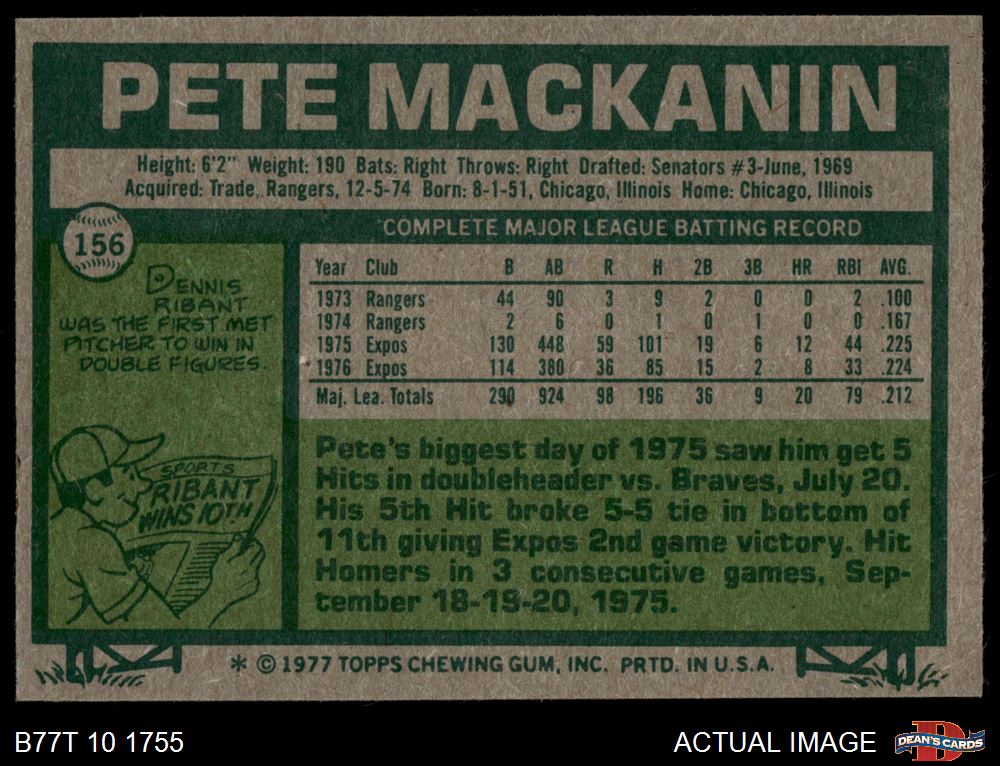 PETE MACKANIN
Height: 6'2" Weight: 190 Bats: Right Throws: Right Drafted: Senators #3-June, 1969
Acquired: Trade, Rangers, 12-5-74 Born: 8-1-51, Chicago, Illinois Home: Chicago, Illinois
156
DENNIS
RIBANT
WAS THE FIRST MET
PITCHER TO WIN IN
DOUBLE FIGURES.
SPORTS
RIBANT
WINS 10TH
COMPLETE MAJOR LEAGUE BATTING RECORD
Year Club B AB R H 2B 3B HR RBI AVG.
1973 Rangers 44 90 3 9 2 0 0 2 .100
1974 Rangers 2 6 0 1 0 1 0 0 .167
1975 Expos 130 448 59 101 19 6 12 44 .225
1976 Expos 114 380 36 85 15 2 8 33 .224
Maj. Lea. Totals 290 924 98 196 36 9 20 79 .212
Pete's biggest day of 1975 saw him get 5
Hits in doubleheader vs. Braves, July 20.
His 5th Hit broke 5-5 tie in bottom of
11th giving Expos 2nd game victory. Hit
Homers in 3 consecutive games, Sep-
tember 18-19-20, 1975.
* © 1977 TOPPS CHEWING GUM, INC. PRTD. IN U.S.A.
B77T 10 1755
ACTUAL IMAGE
DEAN'S CARDS